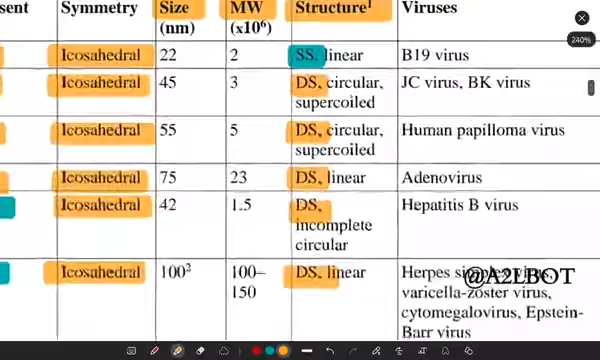 sent Symmetry Size MW Structure¹ Viruses
(nm) (x10⁶)
Icosahedral 22 2 SS, linear B19 virus
Icosahedral 45 3 DS, circular, JC virus, BK virus
supercoiled
Icosahedral 55 5 DS, circular, Human papilloma virus
supercoiled
Icosahedral 75 23 DS, linear Adenovirus
Icosahedral 42 1.5 DS, Hepatitis B virus
incomplete
circular
Icosahedral 100² 100– DS, linear Herpes simplex virus,
150 varicella-zoster virus,
cytomegalovirus, Epstein-
Barr virus
@A2LBOT
240%